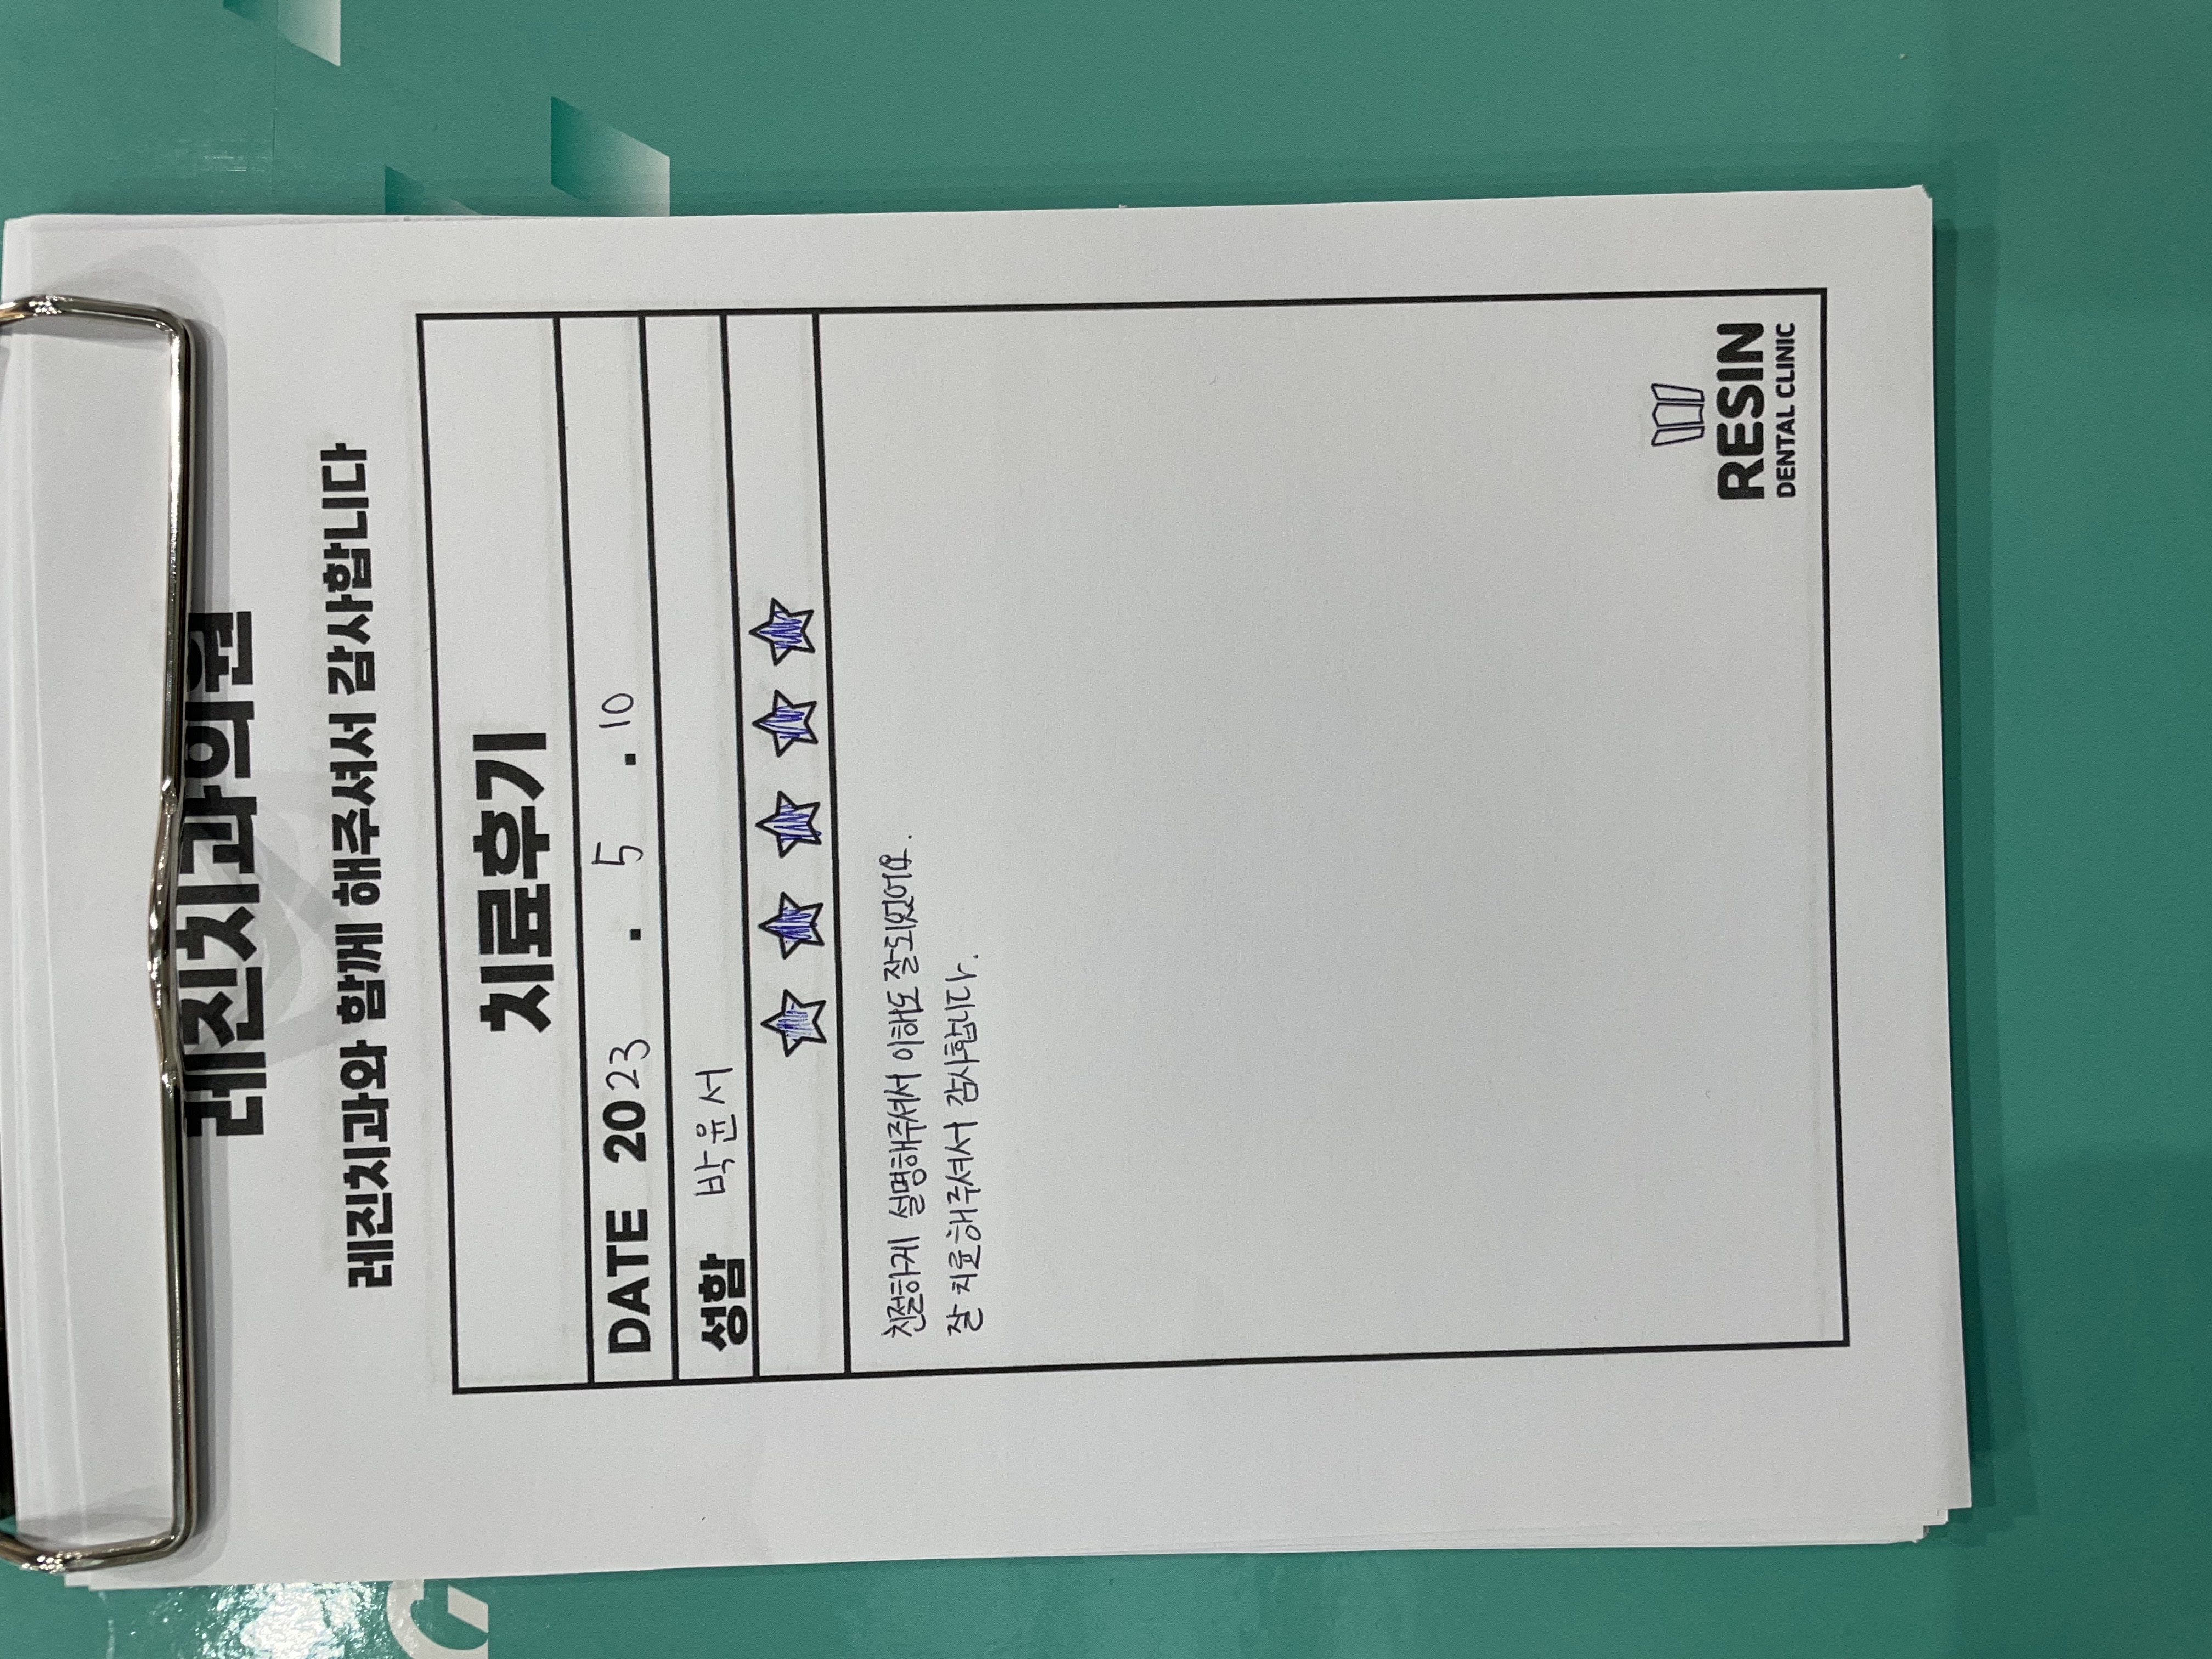 레진치과의원
레진치과와 함께 해주셔서 감사합니다
치료후기
DATE 2023 . 5 . 10
성함 박윤서
친절하게 설명해주셔서 이해도 잘되었어요.
잘 치료해주셔서 감사합니다.
RESIN
DENTAL CLINIC